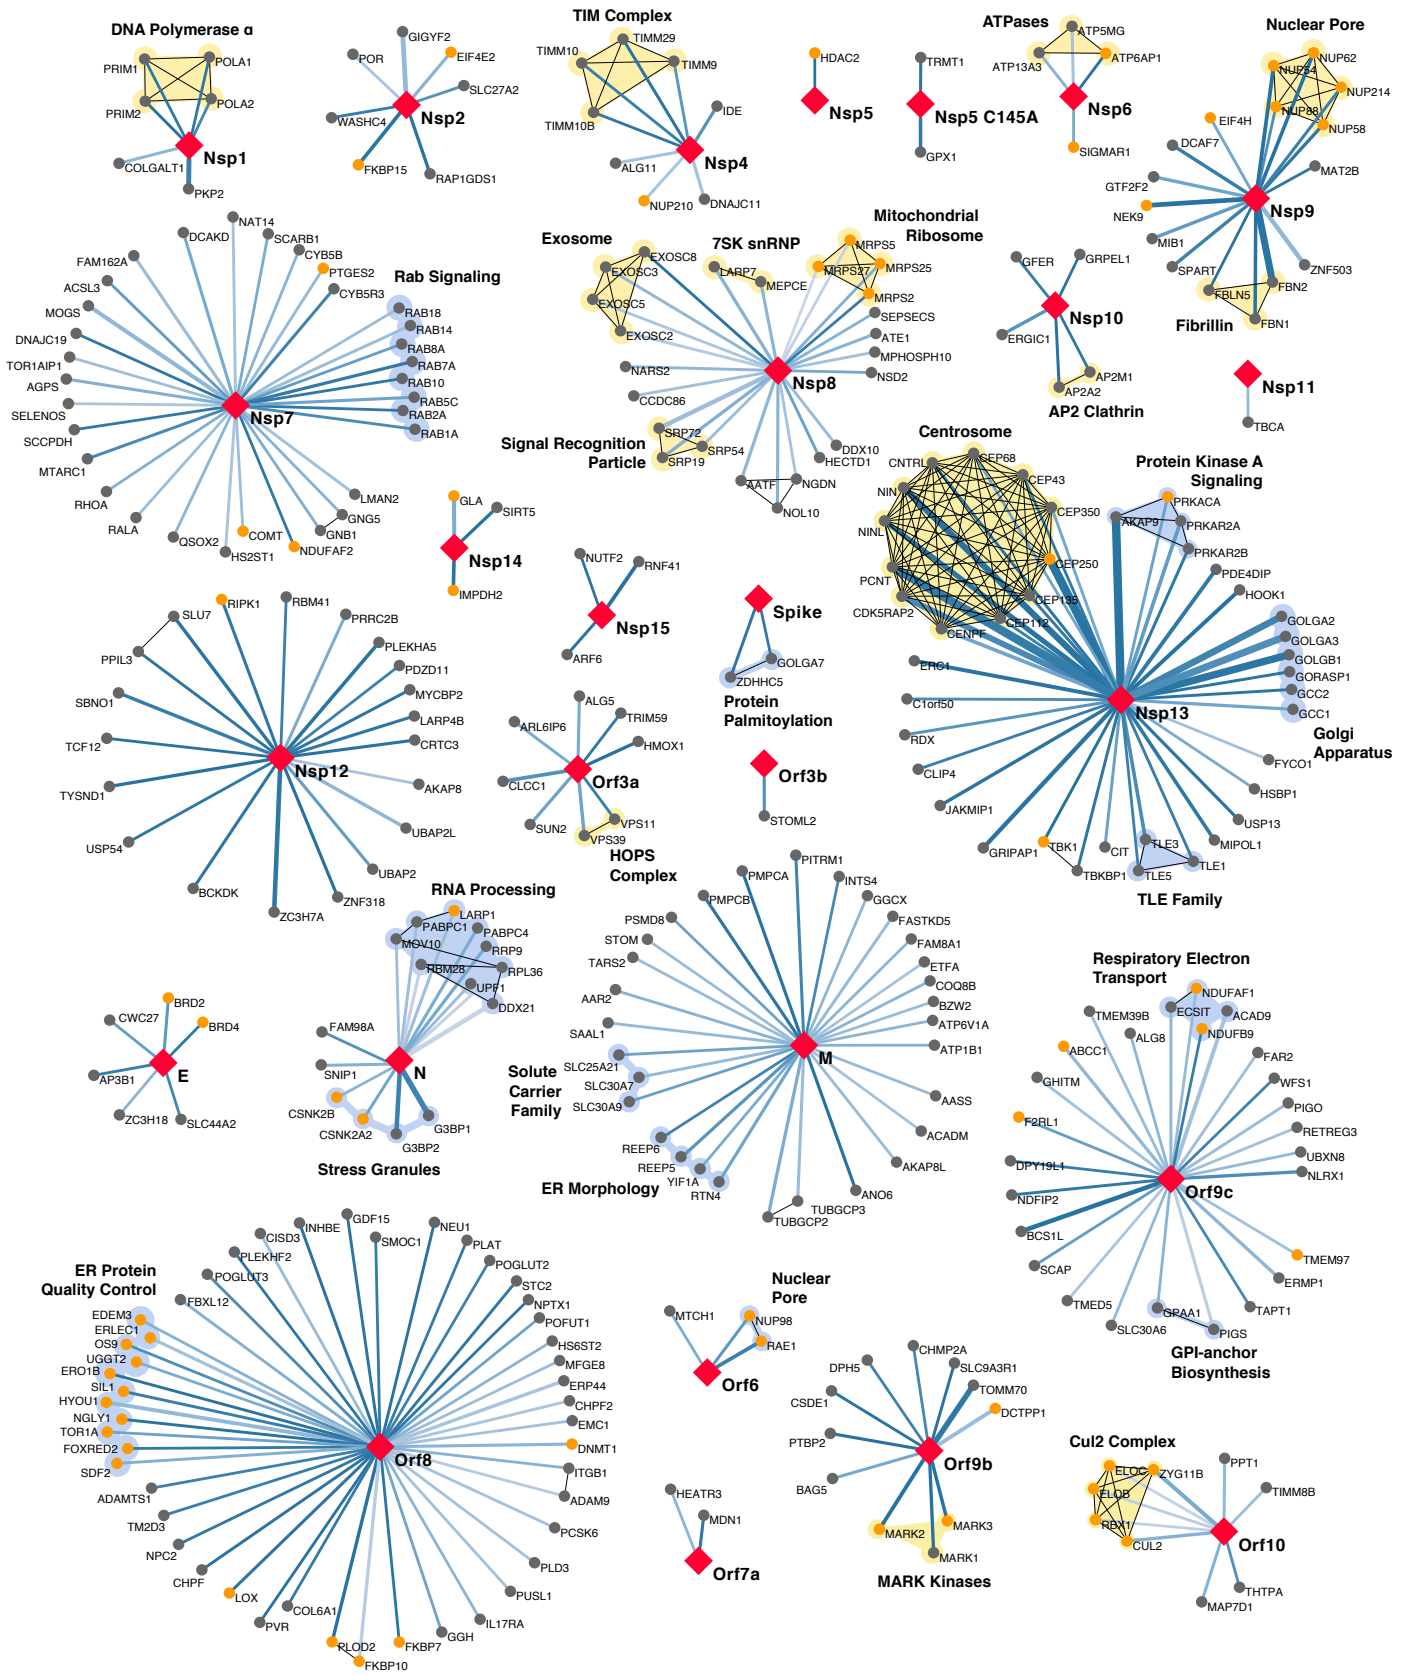 DNA Polymerase α
PRIM1
POLA1
PRIM2
POLA2
Nsp1
COLGALT1
PKP2
GIGYF2
POR
EIF4E2
SLC27A2
WASHC4
Nsp2
FKBP15
RAP1GDS1
TIM Complex
TIMM29
TIMM10
TIMM9
TIMM10B
IDE
ALG11
Nsp4
NUP210
DNAJC11
HDAC2
Nsp5
TRMT1
Nsp5 C145A
GPX1
ATPases
ATP5MG
ATP13A3
ATP6AP1
Nsp6
SIGMAR1
Nuclear Pore
NUP62
NUP54
NUP214
NUP88
NUP58
EIF4H
DCAF7
MAT2B
GTF2F2
NEK9
Nsp9
MIB1
SPART
ZNF503
FBN2
FBLN5
FBN1
Fibrillin
NAT14
DCAKD
SCARB1
CYB5B
FAM162A
PTGES2
ACSL3
CYB5R3
MOGS
Rab Signaling
RAB18
RAB14
RAB8A
RAB7A
RAB10
RAB5C
RAB2A
RAB1A
DNAJC19
TOR1AIP1
AGPS
SELENOS
Nsp7
SCCPDH
MTARC1
RHOA
RALA
QSOX2
HS2ST1
COMT
NDUFAF2
GNB1
GNG5
LMAN2
Exosome
EXOSC8
EXOSC3
EXOSC5
EXOSC2
7SK snRNP
LARP7
MEPCE
Mitochondrial
Ribosome
MRPS5
MRPS27
MRPS25
MRPS2
SEPSECS
ATE1
MPHOSPH10
NSD2
NARS2
Nsp8
CCDC86
Signal Recognition
Particle
SRP72
SRP54
SRP19
DDX10
HECTD1
AATF
NGDN
NOL10
GFER
GRPEL1
Nsp10
ERGIC1
AP2M1
AP2A2
AP2 Clathrin
Nsp11
TBCA
GLA
SIRT5
Nsp14
IMPDH2
NUTF2
RNF41
Nsp15
ARF6
Spike
GOLGA7
ZDHHC5
Protein
Palmitoylation
Centrosome
CNTRL
CEP68
CEP43
NIN
CEP350
NINL
CEP250
PCNT
CEP135
CDK5RAP2
CEP112
CENPF
Protein Kinase A
Signaling
PRKACA
AKAP9
PRKAR2A
PRKAR2B
PDE4DIP
HOOK1
GOLGA2
GOLGA3
GOLGB1
GORASP1
GCC2
GCC1
Golgi
Apparatus
ERC1
C1orf50
Nsp13
RDX
CLIP4
JAKMIP1
GRIPAP1
TBK1
TBKBP1
CIT
TLE3
TLE5
TLE1
TLE Family
MIPOL1
USP13
HSBP1
FYCO1
SLU7
RIPK1
RBM41
PRRC2B
PPIL3
PLEKHA5
PDZD11
SBNO1
MYCBP2
LARP4B
TCF12
CRTC3
Nsp12
TYSND1
AKAP8
USP54
UBAP2L
UBAP2
BCKDK
ZNF318
ZC3H7A
ALG5
ARL6IP6
TRIM59
HMOX1
Orf3a
CLCC1
SUN2
VPS11
VPS39
HOPS
Complex
Orf3b
STOML2
RNA Processing
LARP1
PABPC1
PABPC4
MOV10
RRP9
RBM28
RPL36
UPF1
DDX21
FAM98A
SNIP1
N
CSNK2B
CSNK2A2
G3BP1
G3BP2
Stress Granules
BRD2
CWC27
BRD4
E
AP3B1
ZC3H18
SLC44A2
PITRM1
PMPCA
INTS4
PMPCB
GGCX
PSMD8
FASTKD5
STOM
FAM8A1
TARS2
ETFA
COQ8B
AAR2
BZW2
ATP6V1A
SAAL1
ATP1B1
M
Solute
Carrier
Family
SLC25A21
SLC30A7
SLC30A9
AASS
ACADM
REEP6
REEP5
YIF1A
RTN4
ER Morphology
AKAP8L
ANO6
TUBGCP3
TUBGCP2
Respiratory Electron
Transport
NDUFAF1
ECSIT
ACAD9
NDUFB9
TMEM39B
ALG8
ABCC1
FAR2
GHITM
WFS1
F2RL1
PIGO
RETREG3
DPY19L1
UBXN8
NLRX1
Orf9c
NDFIP2
BCS1L
SCAP
TMEM97
ERMP1
TMED5
GPAA1
TAPT1
SLC30A6
PIGS
GPI-anchor
Biosynthesis
ER Protein
Quality Control
EDEM3
ERLEC1
OS9
UGGT2
ERO1B
SIL1
HYOU1
NGLY1
TOR1A
FOXRED2
SDF2
FBXL12
POGLUT3
PLEKHF2
CISD3
INHBE
GDF15
SMOC1
NEU1
PLAT
POGLUT2
STC2
NPTX1
POFUT1
HS6ST2
MFGE8
ERP44
CHPF2
EMC1
DNMT1
Orf8
ITGB1
ADAM9
ADAMTS1
TM2D3
PCSK6
NPC2
PLD3
CHPF
LOX
PUSL1
COL6A1
PVR
IL17RA
GGH
PLOD2
FKBP7
FKBP10
Nuclear
Pore
MTCH1
NUP98
RAE1
Orf6
HEATR3
MDN1
Orf7a
CHMP2A
DPH5
SLC9A3R1
CSDE1
TOMM70
DCTPP1
PTBP2
Orf9b
BAG5
MARK2
MARK3
MARK1
MARK Kinases
Cul2 Complex
ELOC
ZYG11B
ELOB
RBX1
CUL2
PPT1
TIMM8B
Orf10
THTPA
MAP7D1